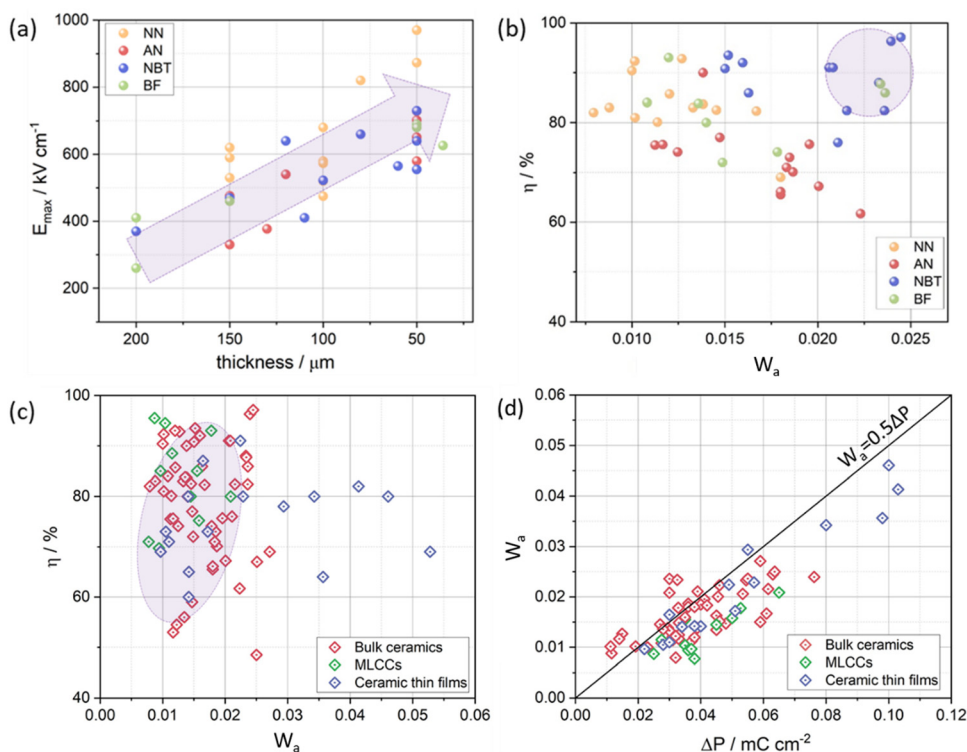 (a)
NN
AN
NBT
BF
1000
800
600
400
200
E_max / kV cm⁻¹
200
150
100
50
thickness / μm
(b)
100
80
60
40
η / %
NN
AN
NBT
BF
0.010
0.015
0.020
0.025
W_a
(c)
100
80
60
40
η / %
Bulk ceramics
MLCCs
Ceramic thin films
0.00
0.01
0.02
0.03
0.04
0.05
0.06
W_a
(d)
0.06
0.05
0.04
0.03
0.02
0.01
0.00
W_a
W_a=0.5ΔP
Bulk ceramics
MLCCs
Ceramic thin films
0.00
0.02
0.04
0.06
0.08
0.10
0.12
ΔP / mC cm⁻²